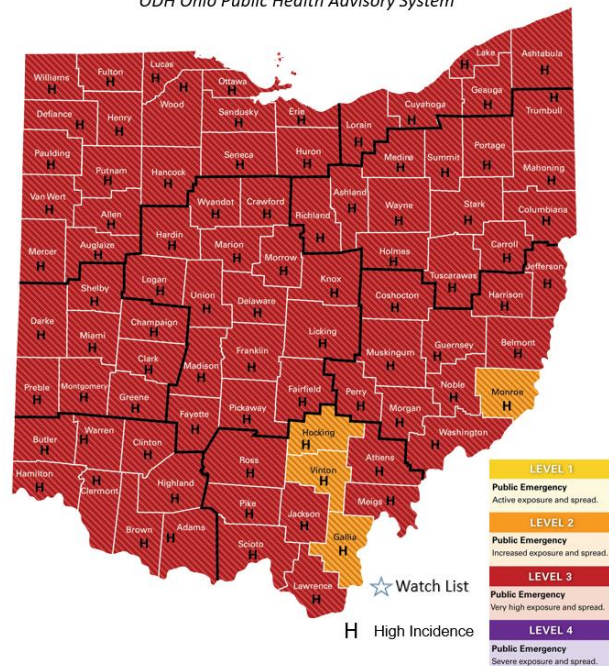 ODH Ohio Public Health Advisory System
Williams
H
Fulton
H
Lucas
H
Wood
H
Ottawa
H
Lake
H
Ashtabula
H
Defiance
H
Henry
H
Sandusky
H
Erie
H
Lorain
H
Cuyahoga
H
Geauga
H
Trumbull
H
Paulding
H
Putnam
H
Hancock
H
Seneca
H
Huron
H
Medina
H
Summit
H
Portage
H
Mahoning
H
Van Wert
H
Allen
H
Wyandot
H
Crawford
H
Richland
H
Ashland
H
Wayne
H
Stark
H
Columbiana
H
Mercer
H
Auglaize
H
Hardin
H
Marion
H
Morrow
H
Holmes
H
Tuscarawas
H
Carroll
H
Jefferson
H
Shelby
H
Logan
H
Union
H
Delaware
H
Knox
H
Coshocton
H
Harrison
H
Darke
H
Miami
H
Champaign
H
Clark
H
Madison
H
Franklin
H
Licking
H
Muskingum
H
Guernsey
H
Belmont
H
Preble
H
Montgomery
H
Greene
H
Fayette
H
Pickaway
H
Fairfield
H
Perry
H
Morgan
H
Noble
H
Monroe
H
Washington
H
Butler
H
Warren
H
Clinton
H
Ross
H
Hocking
H
Athens
H
Hamilton
H
Clermont
H
Highland
H
Pike
H
Vinton
H
Meigs
H
Brown
H
Adams
H
Scioto
H
Jackson
H
Gallia
H
Lawrence
H
Watch List
H High Incidence
LEVEL 1
Public Emergency
Active exposure and spread.
LEVEL 2
Public Emergency
Increased exposure and spread.
LEVEL 3
Public Emergency
Very high exposure and spread.
LEVEL 4
Public Emergency
Severe exposure and spread.